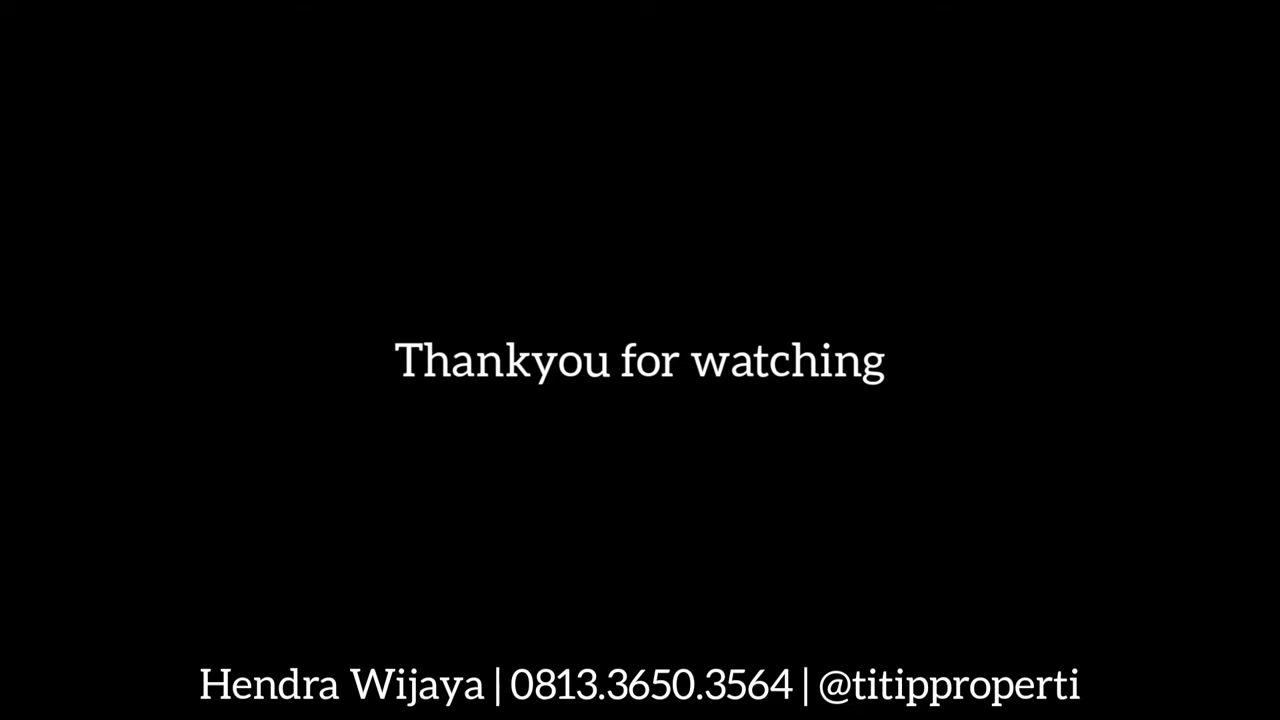 Thankyou for watching
Hendra Wijaya | 0813.3650.3564 | @titipproperti